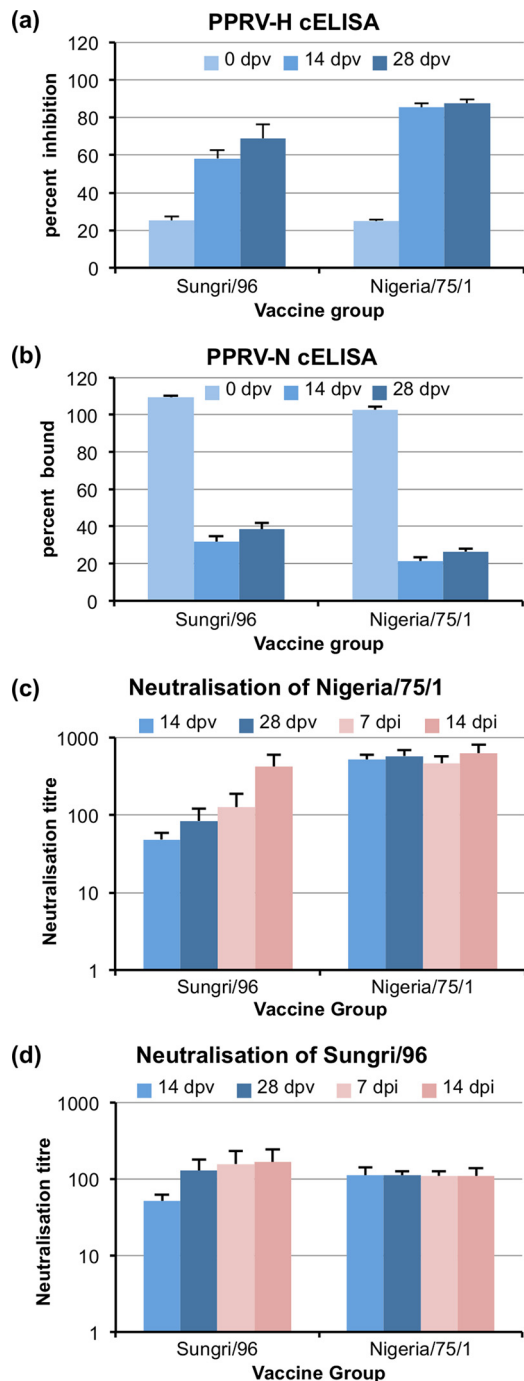 (a) PPRV-H cELISA
0 dpv 14 dpv 28 dpv
percent inhibition
100
80
60
40
20
0
Sungri/96 Nigeria/75/1
Vaccine group
(b) PPRV-N cELISA
0 dpv 14 dpv 28 dpv
percent bound
120
100
80
60
40
20
0
Sungri/96 Nigeria/75/1
Vaccine group
(c) Neutralisation of Nigeria/75/1
14 dpv 28 dpv 7 dpi 14 dpi
Neutralisation titre
1000
100
10
1
Sungri/96 Nigeria/75/1
Vaccine Group
(d) Neutralisation of Sungri/96
14 dpv 28 dpv 7 dpi 14 dpi
Neutralisation titre
1000
100
10
1
Sungri/96 Nigeria/75/1
Vaccine Group